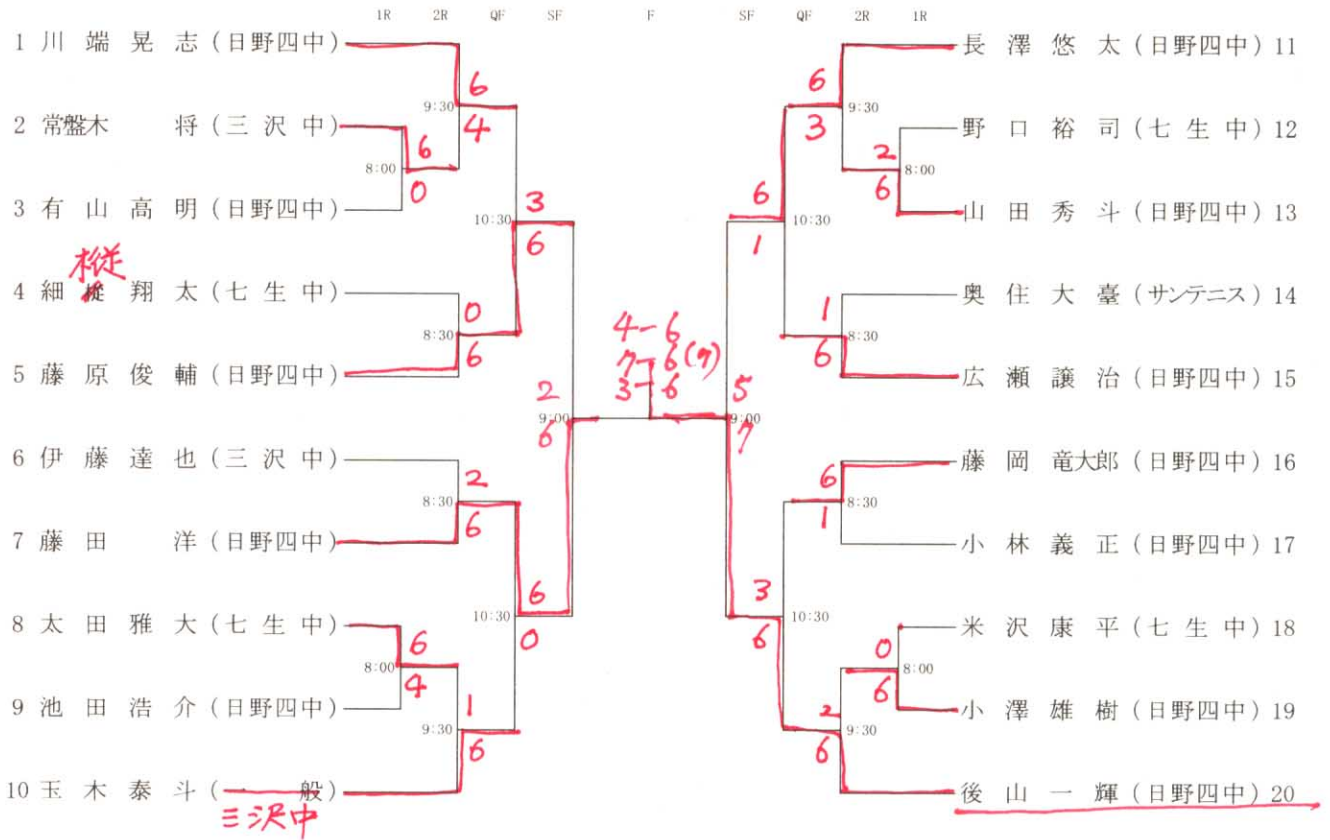 1R 2R QF SF F SF QF 2R 1R
1 川端晃志 (日野四中)
長澤悠太 (日野四中) 11
6
6
9:30
9:30
4
3
2 常盤木 将 (三沢中)
野口裕司 (七生中) 12
6
2
8:00
8:00
0
6
3 有山高明 (日野四中)
山田秀斗 (日野四中) 13
3
6
10:30
10:30
6
1
樅
4 細樅翔太 (七生中)
奥住大臺 (サンテニス) 14
0
1
8:30
8:30
6
6
5 藤原俊輔 (日野四中)
広瀬譲治 (日野四中) 15
4-6
7-6(7)
3-6
2
5
9:00
9:00
6
7
6 伊藤達也 (三沢中)
藤岡竜大郎 (日野四中) 16
2
6
8:30
8:30
6
1
7 藤田 洋 (日野四中)
小林義正 (日野四中) 17
6
3
10:30
10:30
0
6
8 太田雅大 (七生中)
米沢康平 (七生中) 18
6
0
8:00
8:00
4
6
9 池田浩介 (日野四中)
小澤雄樹 (日野四中) 19
1
2
9:30
9:30
6
6
10 玉木泰斗 (一般)
後山一輝 (日野四中) 20
三沢中